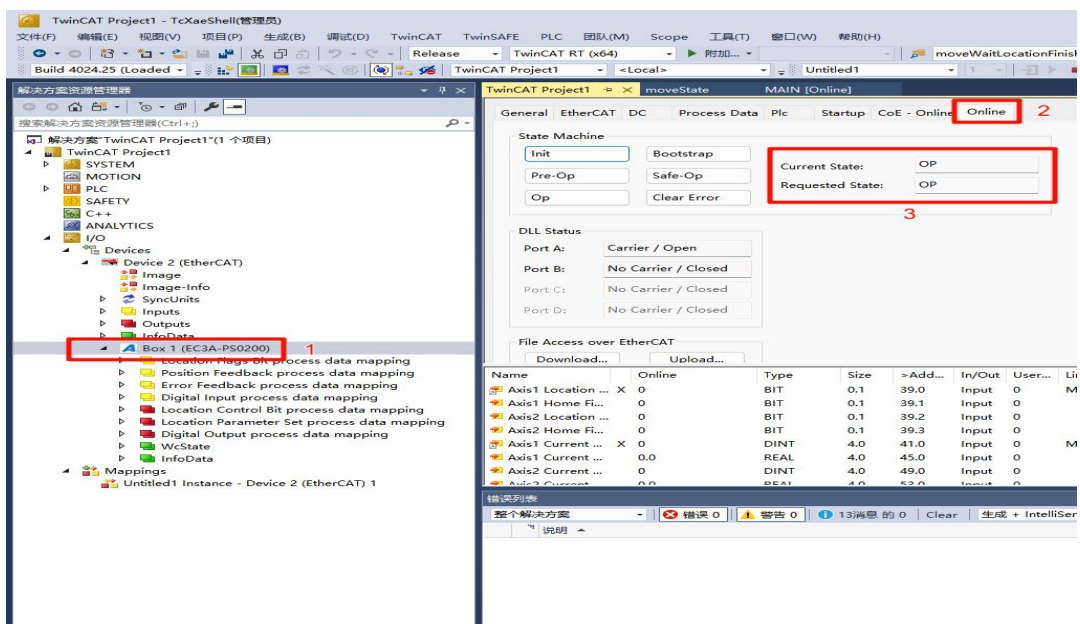 TwinCAT Project1 - TcXaeShell(管理员)
文件(F) 编辑(E) 视图(V) 项目(P) 生成(B) 调试(D) TwinCAT TwinSAFE PLC 团队(M) Scope 工具(T) 窗口(W) 帮助(H)
Release TwinCAT RT (x64) 附加... moveWaitLocationFinish
Build 4024.25 (Loaded TwinCAT Project1 <Local> Untitled1 1
解决方案资源管理器
搜索解决方案资源管理器(Ctrl+;)
解决方案"TwinCAT Project1"(1 个项目)
TwinCAT Project1
SYSTEM
MOTION
PLC
SAFETY
C++
ANALYTICS
I/O
Devices
Device 2 (EtherCAT)
Image
Image-Info
SyncUnits
Inputs
Outputs
InfoData
Box 1 (EC3A-PS0200) 1
Location Flags Bit process data mapping
Position Feedback process data mapping
Error Feedback process data mapping
Digital Input process data mapping
Location Control Bit process data mapping
Location Parameter Set process data mapping
Digital Output process data mapping
WcState
InfoData
Mappings
Untitled1 Instance - Device 2 (EtherCAT) 1
TwinCAT Project1 moveState MAIN [Online]
General EtherCAT DC Process Data Plc Startup CoE - Online Online 2
State Machine
Init Bootstrap
Pre-Op Safe-Op
Op Clear Error
Current State: OP
Requested State: OP
3
DLL Status
Port A: Carrier / Open
Port B: No Carrier / Closed
Port C: No Carrier / Closed
Port D: No Carrier / Closed
File Access over EtherCAT
Download... Upload...
Name Online Type Size >Add... In/Out User... Li
Axis1 Location ... X 0 BIT 0.1 39.0 Input 0 M
Axis1 Home Fi... 0 BIT 0.1 39.1 Input 0
Axis2 Location ... 0 BIT 0.1 39.2 Input 0
Axis2 Home Fi... 0 BIT 0.1 39.3 Input 0
Axis1 Current ... X 0 DINT 4.0 41.0 Input 0 M
Axis1 Current ... 0.0 REAL 4.0 45.0 Input 0
Axis2 Current ... 0 DINT 4.0 49.0 Input 0
Axis2 Current ... 0.0 REAL 4.0 53.0 Input 0
错误列表
整个解决方案 错误 0 警告 0 13消息 的 0 Clear 生成 + IntelliSen
说明